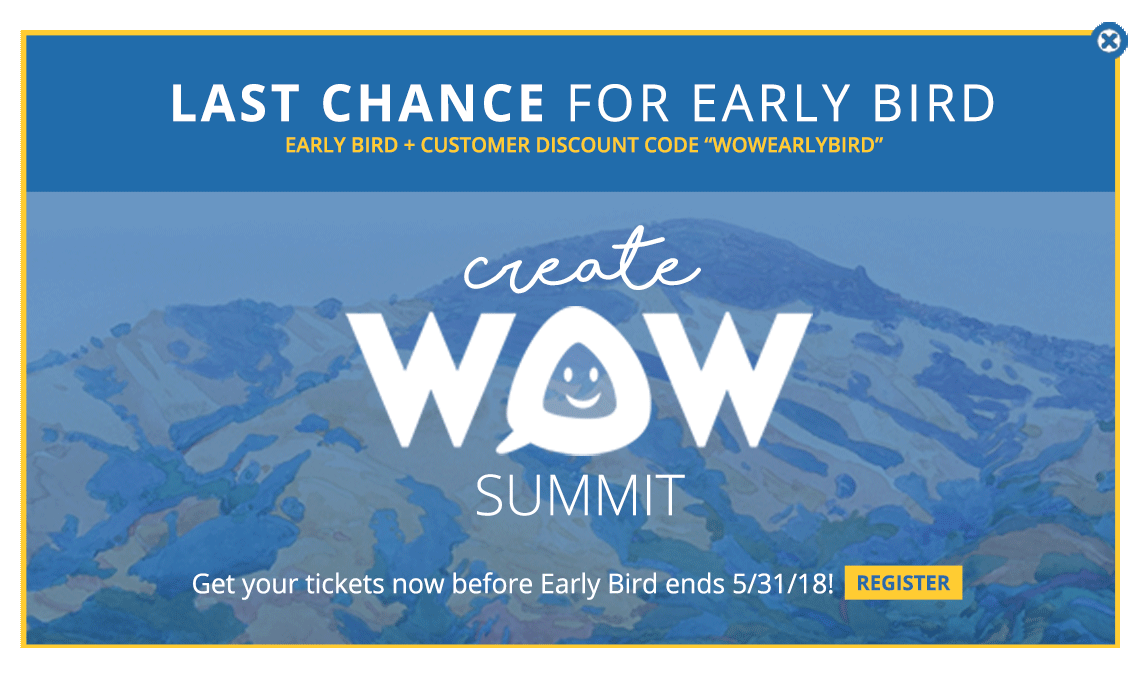 LAST CHANCE FOR EARLY BIRD
EARLY BIRD + CUSTOMER DISCOUNT CODE “WOWEARLYBIRD”
create
WOW
SUMMIT
Get your tickets now before Early Bird ends 5/31/18! REGISTER